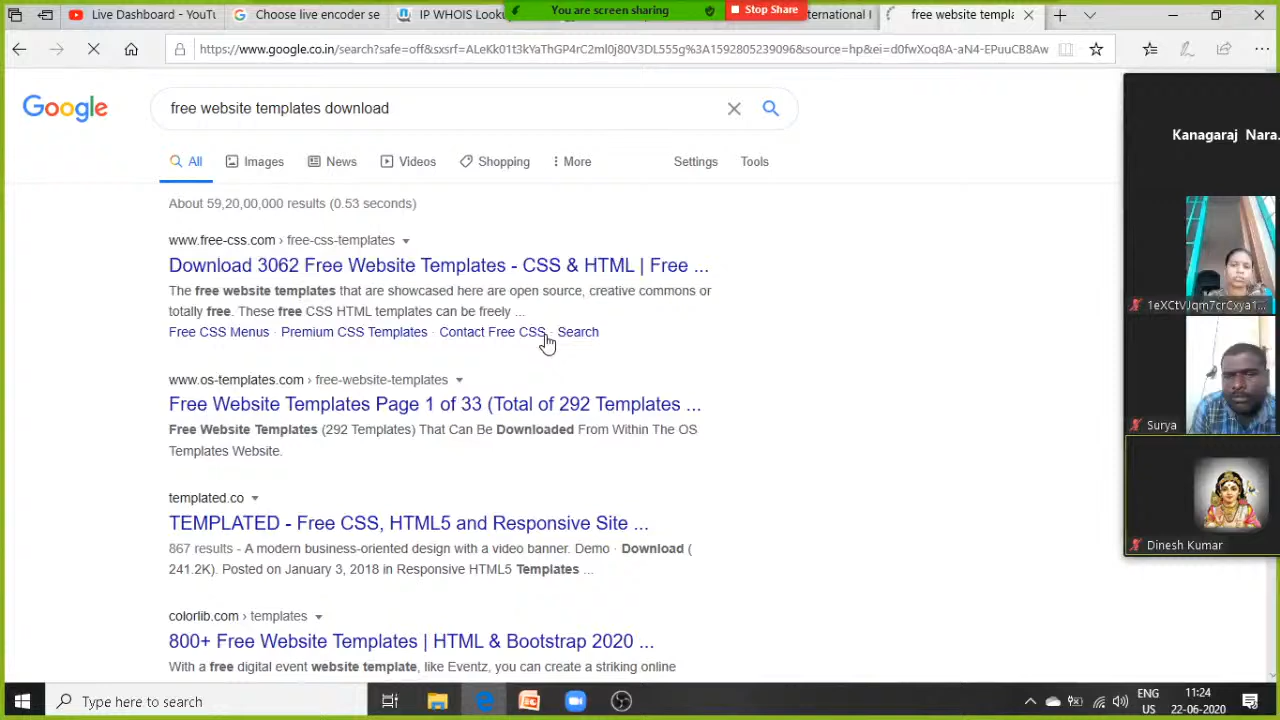 Live Dashboard - YouTu
Choose live encoder se
IP WHOIS Looku
You are screen sharing
Stop Share
free website templa
https://www.google.co.in/search?safe=off&sxsrf=ALeKk01t3kYaThGP4rC2ml0j80V3DL555g%3A1592805239096&source=hp&ei=d0fwXoq8A-aN4-EPuuCB8Aw
Google
free website templates download
All
Images
News
Videos
Shopping
More
Settings
Tools
About 59,20,00,000 results (0.53 seconds)
www.free-css.com › free-css-templates
Download 3062 Free Website Templates - CSS & HTML | Free ...
The free website templates that are showcased here are open source, creative commons or
totally free. These free CSS HTML templates can be freely ...
Free CSS Menus · Premium CSS Templates · Contact Free CSS · Search
www.os-templates.com › free-website-templates
Free Website Templates Page 1 of 33 (Total of 292 Templates ...
Free Website Templates (292 Templates) That Can Be Downloaded From Within The OS
Templates Website.
templated.co
TEMPLATED - Free CSS, HTML5 and Responsive Site ...
867 results - A modern business-oriented design with a video banner. Demo · Download (
241.2K). Posted on January 3, 2018 in Responsive HTML5 Templates ...
colorlib.com › templates
800+ Free Website Templates | HTML & Bootstrap 2020 ...
With a free digital event website template, like Eventz, you can create a striking online
Kanagaraj Nara...
Surya
Dinesh Kumar
Type here to search
ENG
US
11:24
22-06-2020